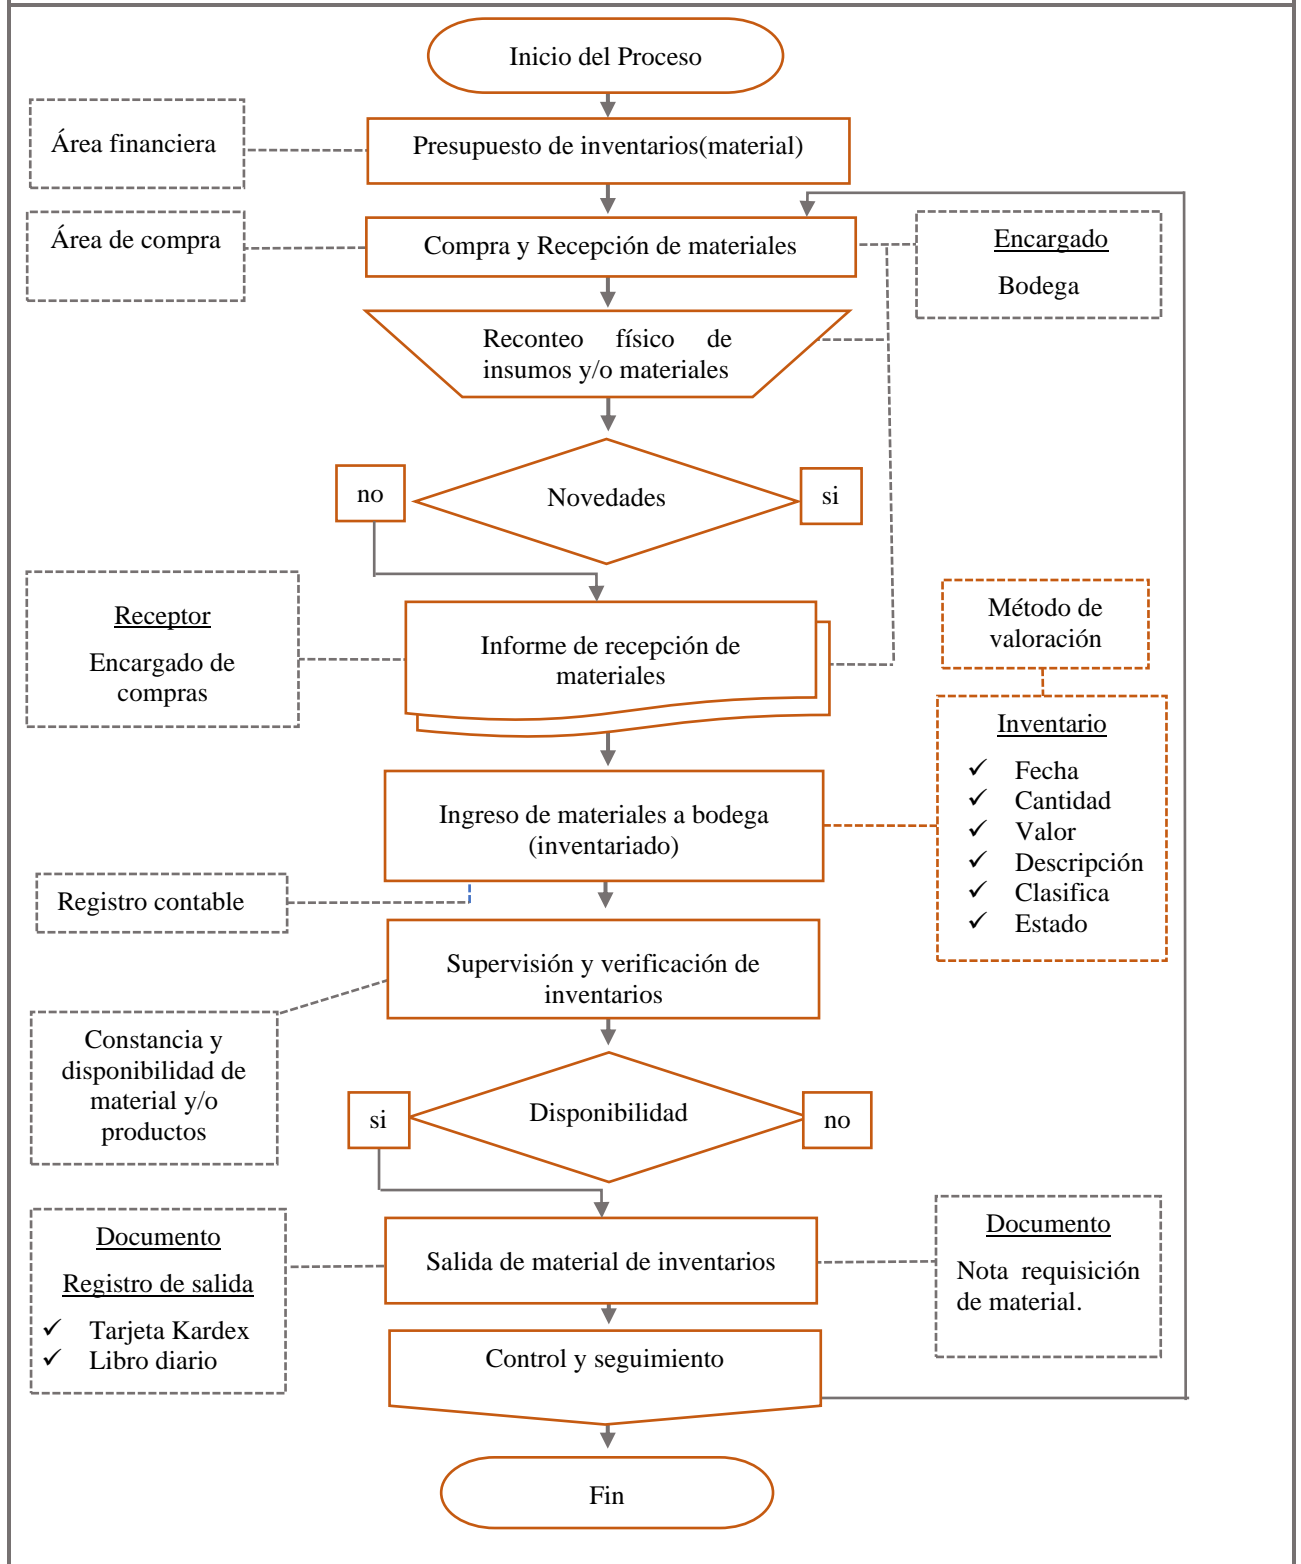 Inicio del Proceso
Área financiera
Presupuesto de inventarios(material)
Área de compra
Compra y Recepción de materiales
Encargado
Bodega
Reconteo físico de
insumos y/o materiales
no
Novedades
si
Receptor
Encargado de
compras
Informe de recepción de
materiales
Método de
valoración
Inventario
✓ Fecha
✓ Cantidad
✓ Valor
✓ Descripción
✓ Clasifica
✓ Estado
Ingreso de materiales a bodega
(inventariado)
Registro contable
Supervisión y verificación de
inventarios
Constancia y
disponibilidad de
material y/o
productos
si
Disponibilidad
no
Documento
Registro de salida
✓ Tarjeta Kardex
✓ Libro diario
Salida de material de inventarios
Documento
Nota requisición
de material.
Control y seguimiento
Fin